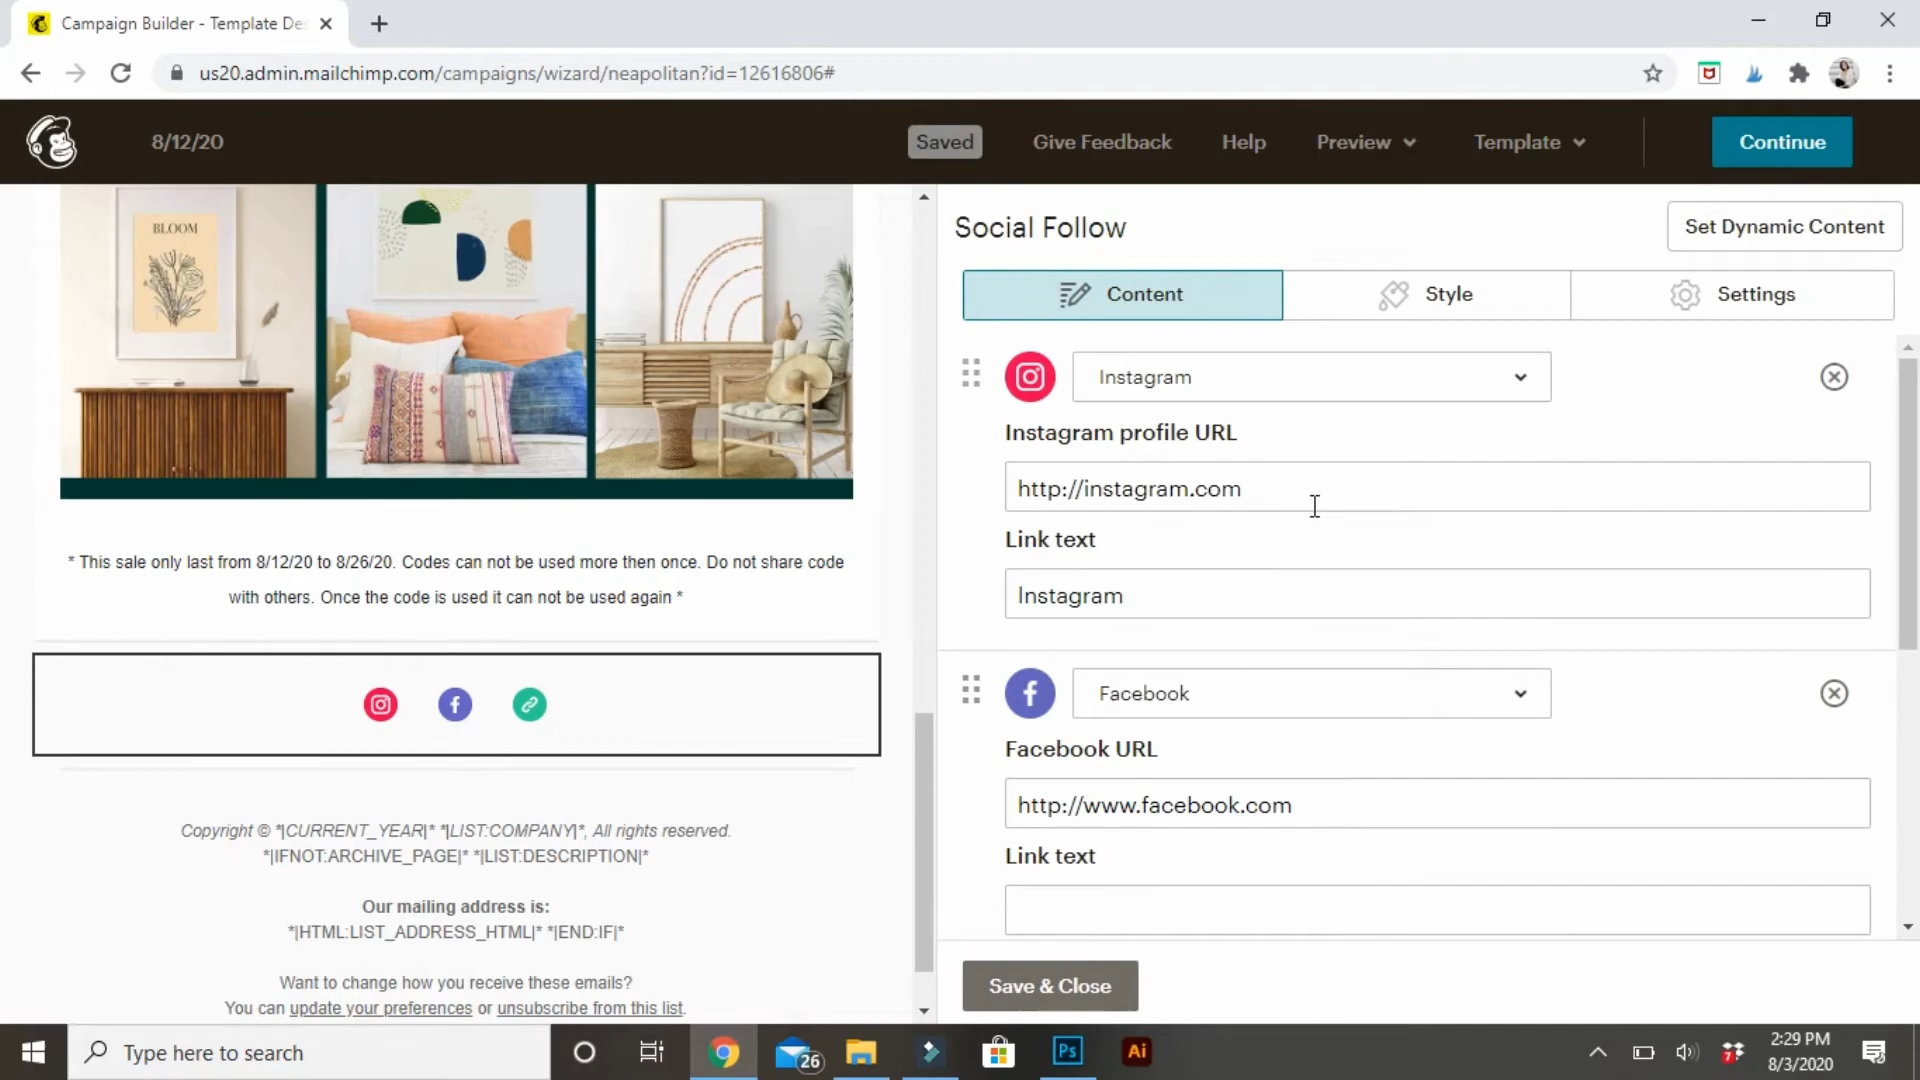 Campaign Builder - Template De
us20.admin.mailchimp.com/campaigns/wizard/neapolitan?id=12616806#
8/12/20
Saved
Give Feedback
Help
Preview
Template
Continue
BLOOM
* This sale only last from 8/12/20 to 8/26/20. Codes can not be used more then once. Do not share code
with others. Once the code is used it can not be used again *
Copyright © *|CURRENT_YEAR|* *|LIST:COMPANY|*, All rights reserved.
*|IFNOT:ARCHIVE_PAGE|* *|LIST:DESCRIPTION|*
Our mailing address is:
*|HTML:LIST_ADDRESS_HTML|* *|END:IF|*
Want to change how you receive these emails?
You can update your preferences or unsubscribe from this list.
Social Follow
Set Dynamic Content
Content
Style
Settings
Instagram
Instagram profile URL
http://instagram.com
Link text
Instagram
Facebook
Facebook URL
http://www.facebook.com
Link text
Save & Close
Type here to search
26
Ps
Ai
7
2:29 PM
8/3/2020